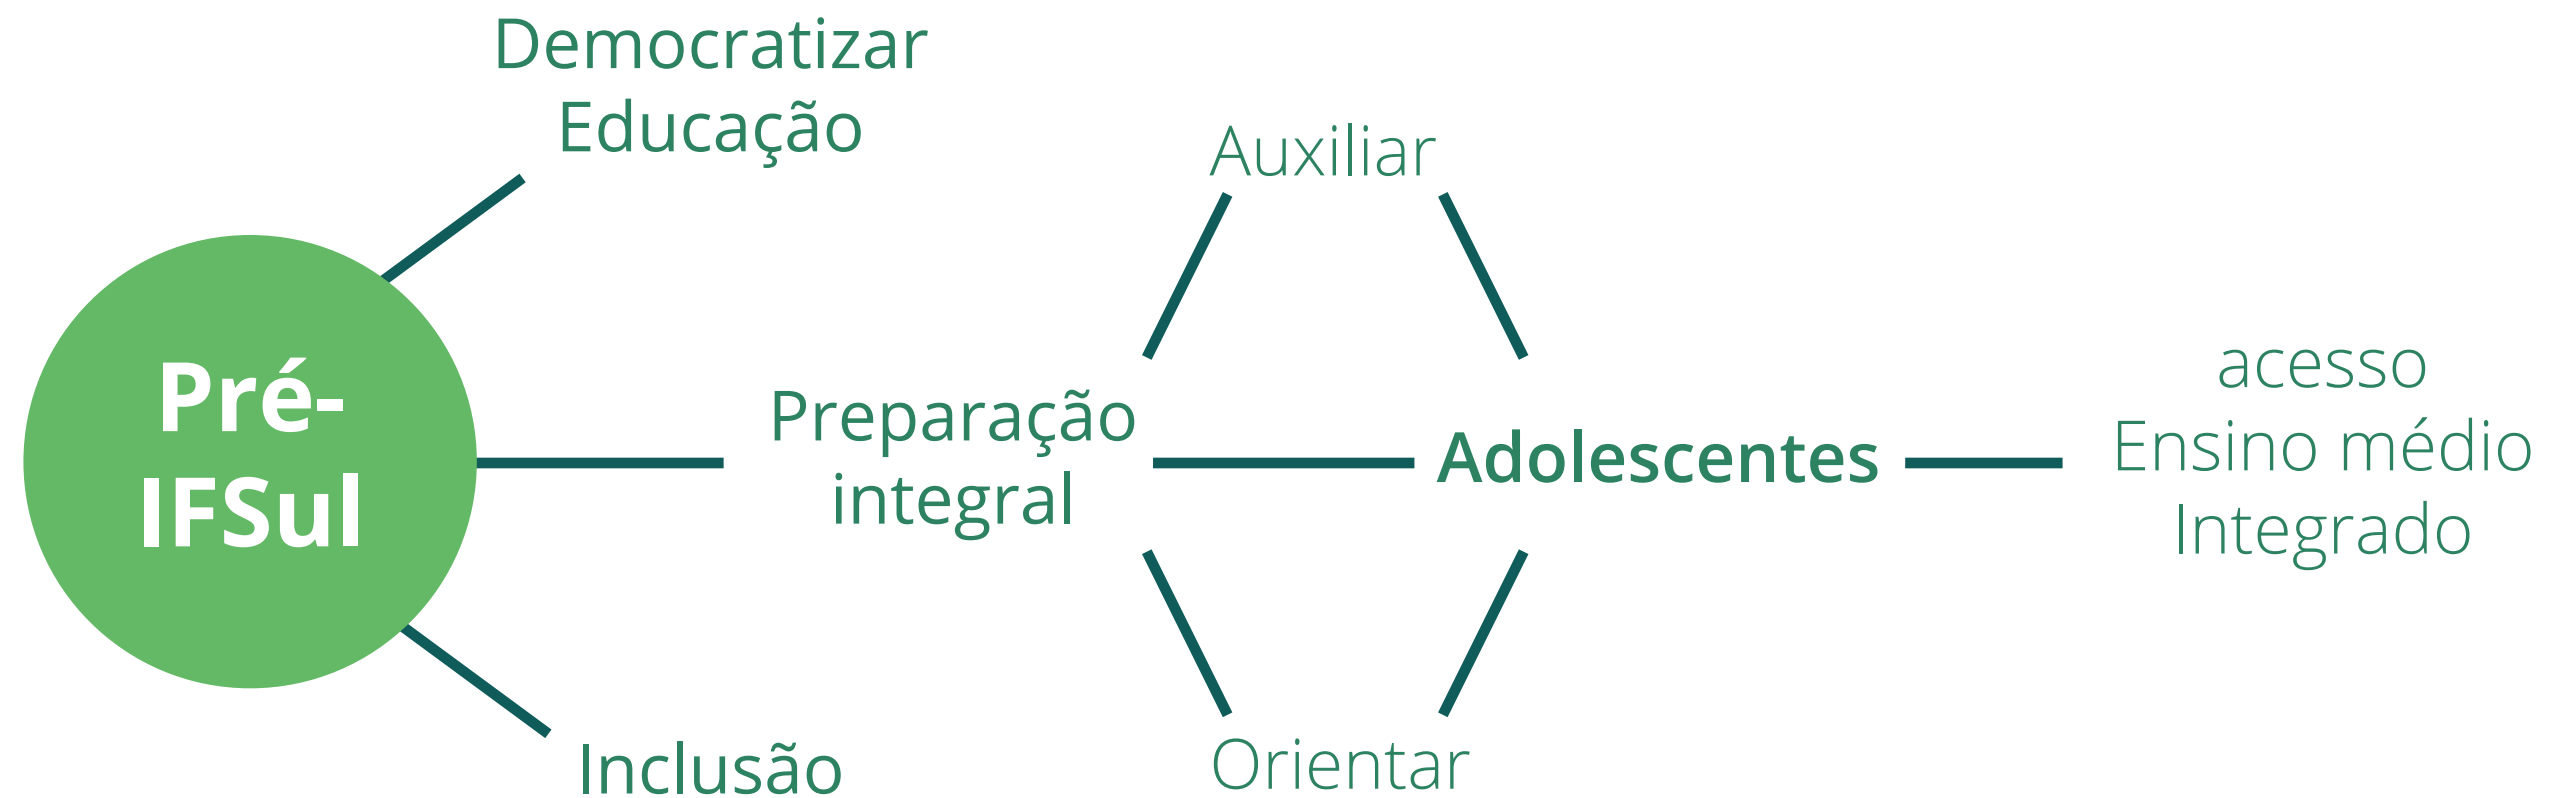 Democratizar
Educação
Auxiliar
Pré-
IFSul
Preparação
integral
Adolescentes
acesso
Ensino médio
Integrado
Inclusão
Orientar